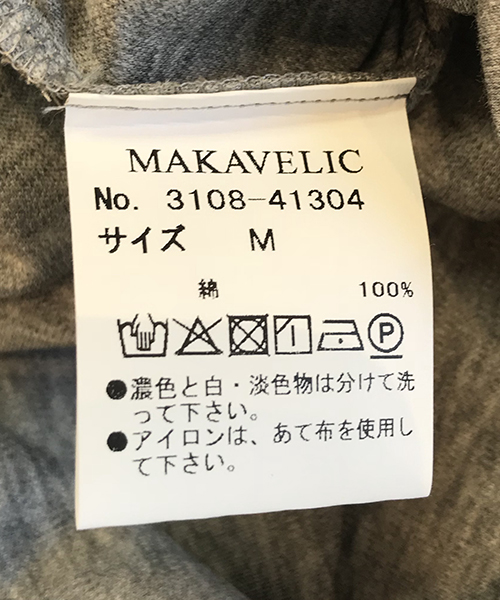 MAKAVELIC
No. 3108-41304
サイズ M
綿 100%
P
●濃色と白・淡色物は分けて洗
って下さい。
●アイロンは、あて布を使用し
て下さい。